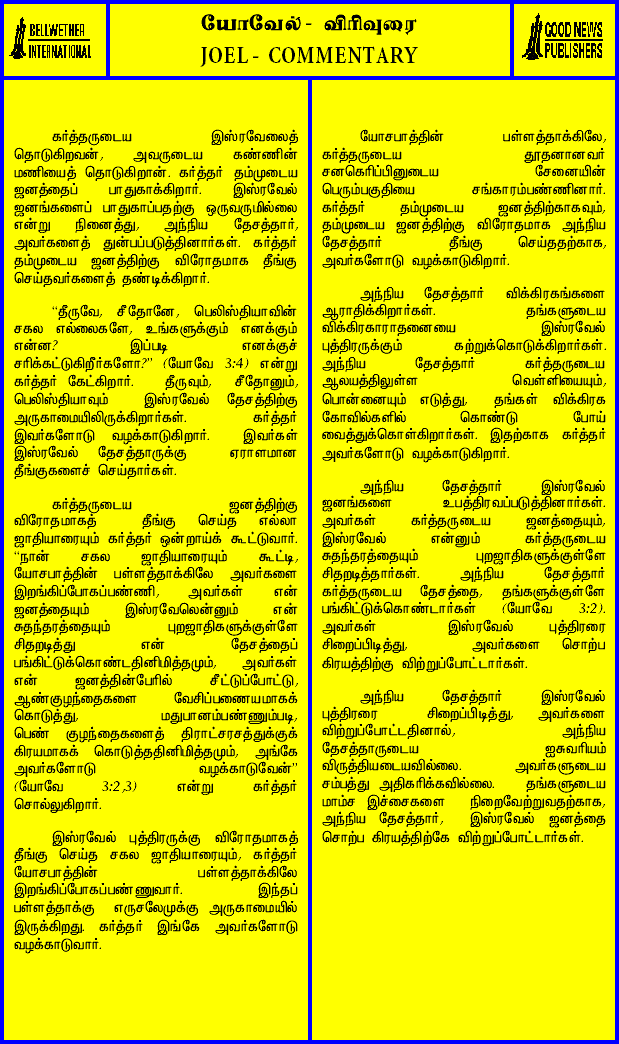 BELLWETHER
INTERNATIONAL
யோவேல் - விரிவுரை
JOEL - COMMENTARY
GOOD NEWS
PUBLISHERS
கர்த்தருடைய இஸ்ரவேலைத்
தொடுகிறவன், அவருடைய கண்ணின்
மணியைத் தொடுகிறான். கர்த்தர் தம்முடைய
ஜனத்தைப் பாதுகாக்கிறார். இஸ்ரவேல்
ஜனங்களைப் பாதுகாப்பதற்கு ஒருவருமில்லை
என்று நினைத்து, அந்நிய தேசத்தார்,
அவர்களைத் துன்பப்படுத்தினார்கள். கர்த்தர்
தம்முடைய ஜனத்திற்கு விரோதமாக தீங்கு
செய்தவர்களைத் தண்டிக்கிறார்.
“தீருவே, சீதோனே, பெலிஸ்தியாவின்
சகல எல்லைகளே, உங்களுக்கும் எனக்கும்
என்ன? இப்படி எனக்குச்
சரிக்கட்டுகிறீர்களோ?” (யோவே 3:4) என்று
கர்த்தர் கேட்கிறார். தீருவும், சீதோனும்,
பெலிஸ்தியாவும் இஸ்ரவேல் தேசத்திற்கு
அருகாமையிலிருக்கிறார்கள். கர்த்தர்
இவர்களோடு வழக்காடுகிறார். இவர்கள்
இஸ்ரவேல் தேசத்தாருக்கு ஏராளமான
தீங்குகளைச் செய்தார்கள்.
கர்த்தருடைய ஜனத்திற்கு
விரோதமாகத் தீங்கு செய்த எல்லா
ஜாதியாரையும் கர்த்தர் ஒன்றாய்க் கூட்டுவார்.
“நான் சகல ஜாதியாரையும் கூட்டி,
யோசபாத்தின் பள்ளத்தாக்கிலே அவர்களை
இறங்கிப்போகப்பண்ணி, அவர்கள் என்
ஜனத்தையும் இஸ்ரவேலென்னும் என்
சுதந்தரத்தையும் புறஜாதிகளுக்குள்ளே
சிதறடித்து என் தேசத்தைப்
பங்கிட்டுக்கொண்டதினிமித்தமும், அவர்கள்
என் ஜனத்தின்பேரில் சீட்டுப்போட்டு,
ஆண்குழந்தைகளை வேசிப்பணையமாகக்
கொடுத்து, மதுபானம்பண்ணும்படி,
பெண் குழந்தைகளைத் திராட்சரசத்துக்குக்
கிரயமாகக் கொடுத்ததினிமித்தமும், அங்கே
அவர்களோடு வழக்காடுவேன்”
(யோவே 3:2,3) என்று கர்த்தர்
சொல்லுகிறார்.
இஸ்ரவேல் புத்திரருக்கு விரோதமாகத்
தீங்கு செய்த சகல ஜாதியாரையும், கர்த்தர்
யோசபாத்தின் பள்ளத்தாக்கிலே
இறங்கிப்போகப்பண்ணுவார். இந்தப்
பள்ளத்தாக்கு எருசலேமுக்கு அருகாமையில்
இருக்கிறது. கர்த்தர் இங்கே அவர்களோடு
வழக்காடுவார்.
யோசபாத்தின் பள்ளத்தாக்கிலே,
கர்த்தருடைய தூதனானவர்
சனகெரிப்பினுடைய சேனையின்
பெரும்பகுதியை சங்காரம்பண்ணினார்.
கர்த்தர் தம்முடைய ஜனத்திற்காகவும்,
தம்முடைய ஜனத்திற்கு விரோதமாக அந்நிய
தேசத்தார் தீங்கு செய்ததற்காக,
அவர்களோடு வழக்காடுகிறார்.
அந்நிய தேசத்தார் விக்கிரகங்களை
ஆராதிக்கிறார்கள். தங்களுடைய
விக்கிரகாராதனையை இஸ்ரவேல்
புத்திரருக்கும் கற்றுக்கொடுக்கிறார்கள்.
அந்நிய தேசத்தார் கர்த்தருடைய
ஆலயத்திலுள்ள வெள்ளியையும்,
பொன்னையும் எடுத்து, தங்கள் விக்கிரக
கோவில்களில் கொண்டு போய்
வைத்துக்கொள்கிறார்கள். இதற்காக கர்த்தர்
அவர்களோடு வழக்காடுகிறார்.
அந்நிய தேசத்தார் இஸ்ரவேல்
ஜனங்களை உபத்திரவப்படுத்தினார்கள்.
அவர்கள் கர்த்தருடைய ஜனத்தையும்,
இஸ்ரவேல் என்னும் கர்த்தருடைய
சுதந்தரத்தையும் புறஜாதிகளுக்குள்ளே
சிதறடித்தார்கள். அந்நிய தேசத்தார்
கர்த்தருடைய தேசத்தை, தங்களுக்குள்ளே
பங்கிட்டுக்கொண்டார்கள் (யோவே 3:2).
அவர்கள் இஸ்ரவேல் புத்திரரை
சிறைப்பிடித்து, அவர்களை சொற்ப
கிரயத்திற்கு விற்றுப்போட்டார்கள்.
அந்நிய தேசத்தார் இஸ்ரவேல்
புத்திரரை சிறைப்பிடித்து, அவர்களை
விற்றுப்போட்டதினால், அந்நிய
தேசத்தாருடைய ஐசுவரியம்
விருத்தியடையவில்லை. அவர்களுடைய
சம்பத்து அதிகரிக்கவில்லை. தங்களுடைய
மாம்ச இச்சைகளை நிறைவேற்றுவதற்காக,
அந்நிய தேசத்தார், இஸ்ரவேல் ஜனத்தை
சொற்ப கிரயத்திற்கே விற்றுப்போட்டார்கள்.